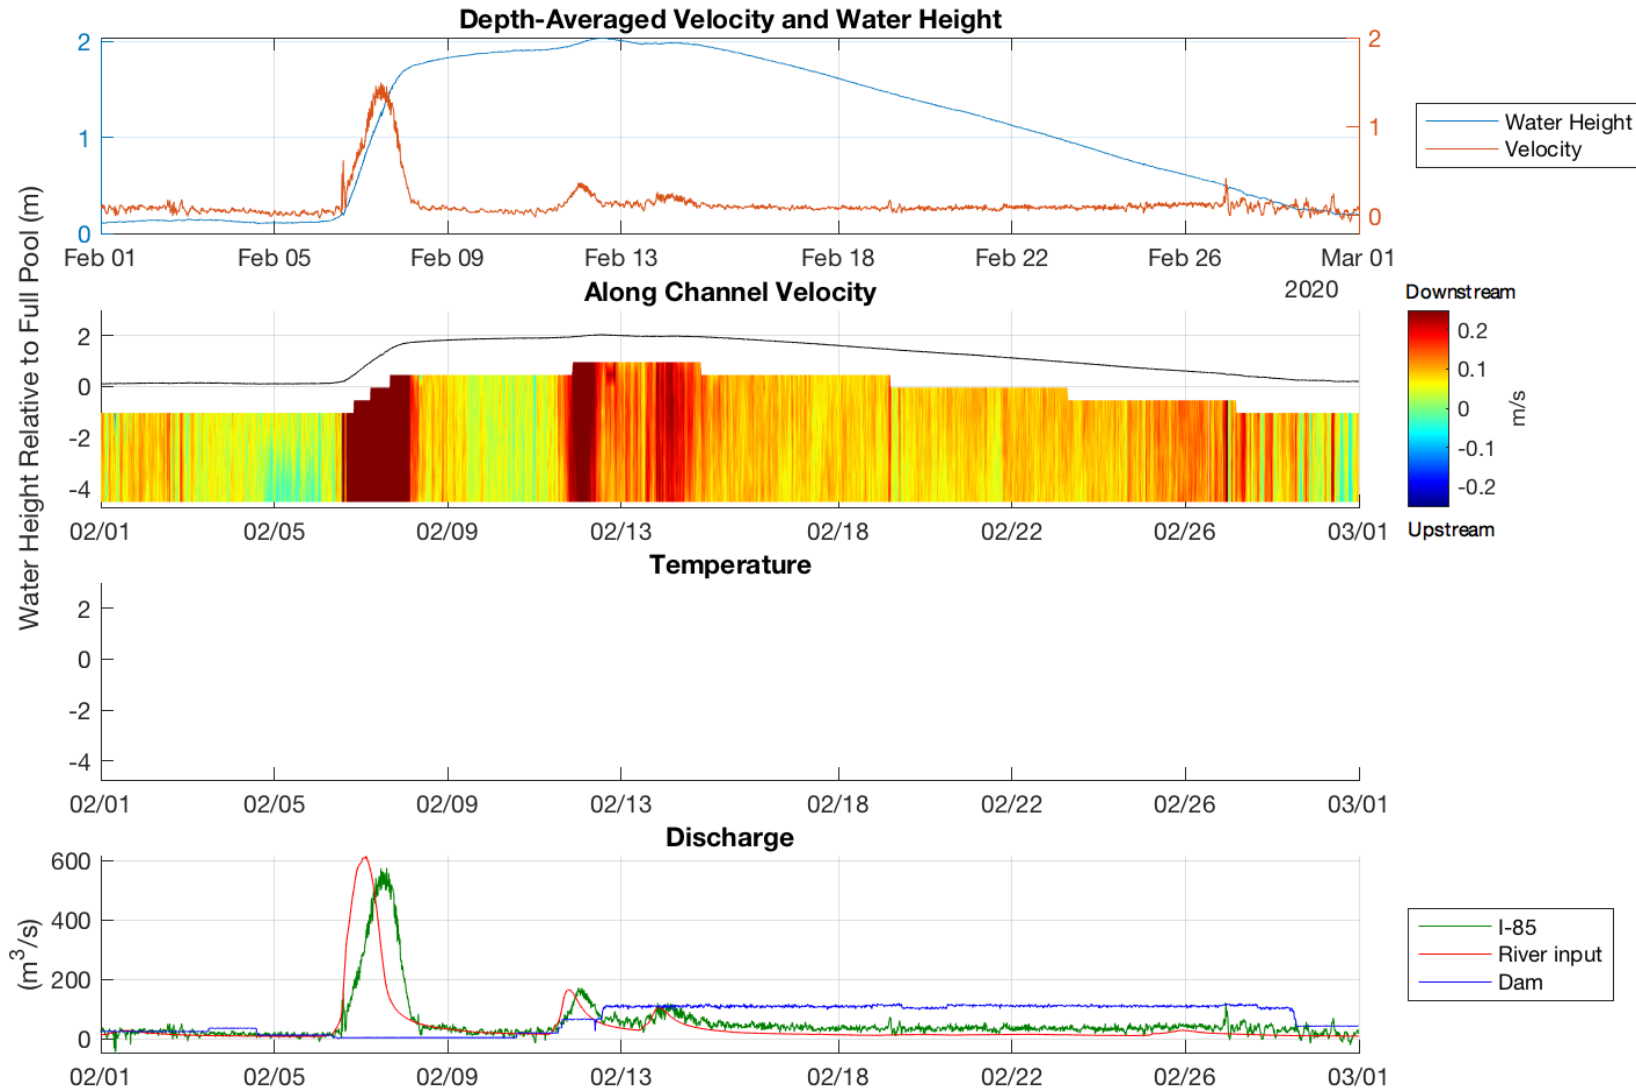 Depth-Averaged Velocity and Water Height
2
1
0
2
1
0
Feb 01 Feb 05 Feb 09 Feb 13 Feb 18 Feb 22 Feb 26 Mar 01
2020
Water Height
Velocity
Water Height Relative to Full Pool (m)
Along Channel Velocity
2
0
-2
-4
02/01 02/05 02/09 02/13 02/18 02/22 02/26 03/01
Downstream
0.2
0.1
0
-0.1
-0.2
m/s
Upstream
Temperature
2
0
-2
-4
02/01 02/05 02/09 02/13 02/18 02/22 02/26 03/01
Discharge
(m³/s)
600
400
200
0
02/01 02/05 02/09 02/13 02/18 02/22 02/26 03/01
I-85
River input
Dam